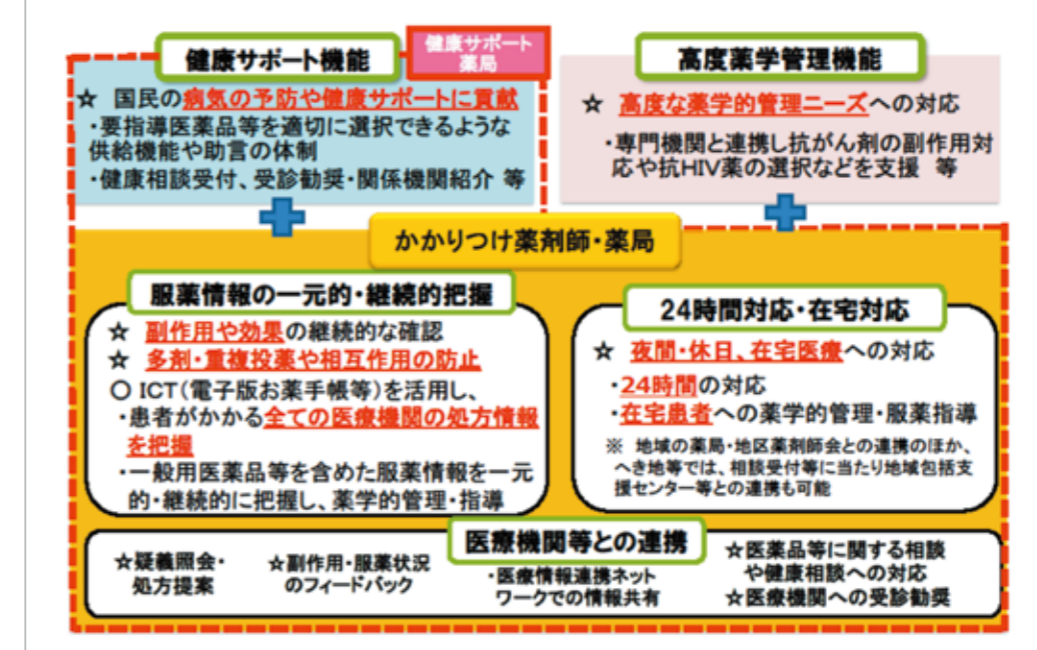 健康サポート機能
健康サポート
薬局
☆ 国民の病気の予防や健康サポートに貢献
・要指導医薬品等を適切に選択できるような
供給機能や助言の体制
・健康相談受付、受診勧奨・関係機関紹介 等
高度薬学管理機能
☆ 高度な薬学的管理ニーズへの対応
・専門機関と連携し抗がん剤の副作用対
応や抗HIV薬の選択などを支援 等
かかりつけ薬剤師・薬局
服薬情報の一元的・継続的把握
☆ 副作用や効果の継続的な確認
☆ 多剤・重複投薬や相互作用の防止
○ ICT(電子版お薬手帳等)を活用し、
・患者がかかる全ての医療機関の処方情報
を把握
・一般用医薬品等を含めた服薬情報を一元
的・継続的に把握し、薬学的管理・指導
24時間対応・在宅対応
☆ 夜間・休日、在宅医療への対応
・24時間の対応
・在宅患者への薬学的管理・服薬指導
※ 地域の薬局・地区薬剤師会との連携のほか、
へき地等では、相談受付等に当たり地域包括支
援センター等との連携も可能
医療機関等との連携
☆疑義照会・
処方提案
☆副作用・服薬状況
のフィードバック
・医療情報連携ネット
ワークでの情報共有
☆医薬品等に関する相談
や健康相談への対応
☆医療機関への受診勧奨